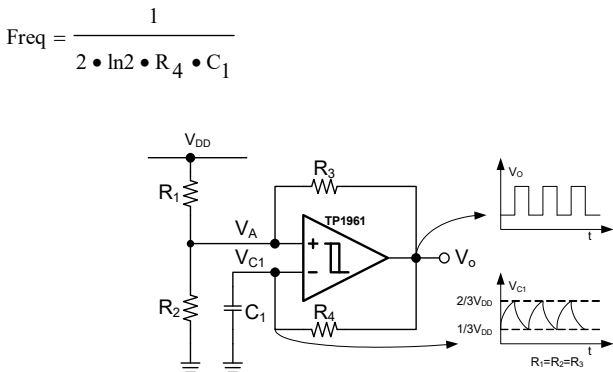 Freq = 1 / 2 • ln2 • R4 • C1
VDD
R1
R3
TP1961
VA
+
VC1
−
Vo
R2
C1
R4
VO
t
VC1
2/3VDD
1/3VDD
t
R1=R2=R3